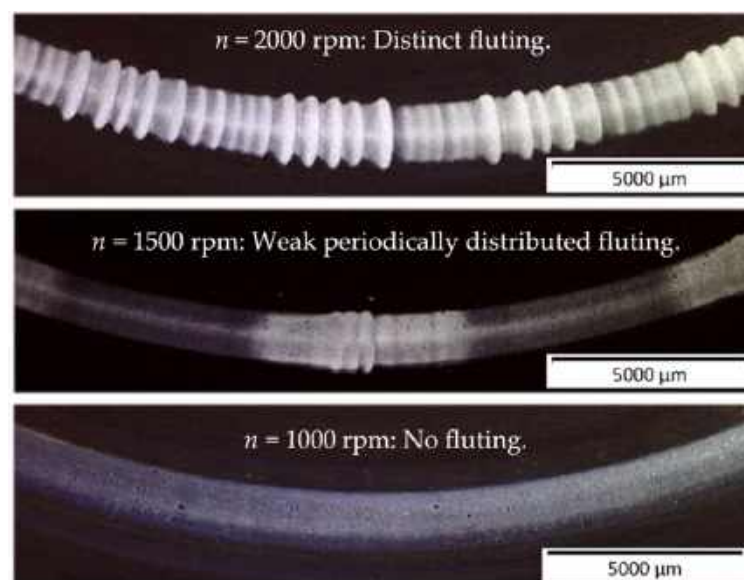 n = 2000 rpm: Distinct fluting.
5000 µm
n = 1500 rpm: Weak periodically distributed fluting.
5000 µm
n = 1000 rpm: No fluting.
5000 µm